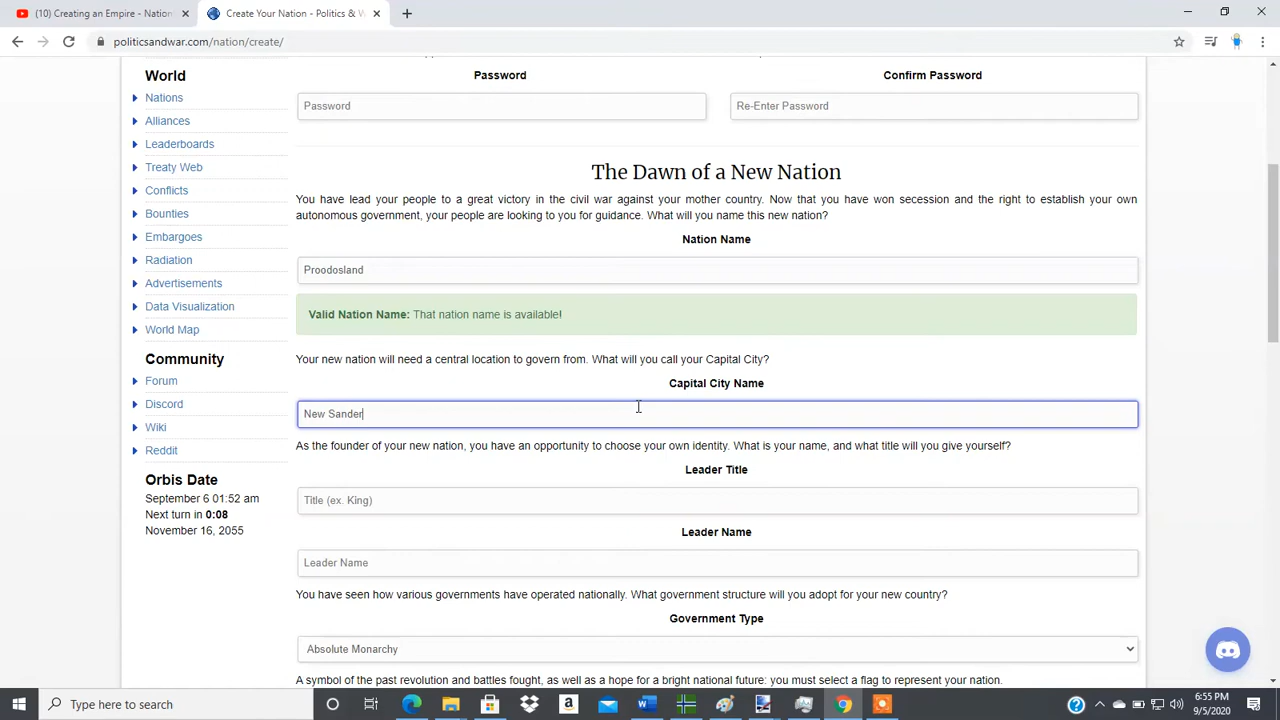 (10) Creating an Empire - Nation
Create Your Nation - Politics & W
politicsandwar.com/nation/create/
World
Nations
Alliances
Leaderboards
Treaty Web
Conflicts
Bounties
Embargoes
Radiation
Advertisements
Data Visualization
World Map
Community
Forum
Discord
Wiki
Reddit
Orbis Date
September 6 01:52 am
Next turn in 0:08
November 16, 2055
Password
Confirm Password
Password
Re-Enter Password
The Dawn of a New Nation
You have lead your people to a great victory in the civil war against your mother country. Now that you have won secession and the right to establish your own
autonomous government, your people are looking to you for guidance. What will you name this new nation?
Nation Name
Proodosland
Valid Nation Name: That nation name is available!
Your new nation will need a central location to govern from. What will you call your Capital City?
Capital City Name
New Sander
As the founder of your new nation, you have an opportunity to choose your own identity. What is your name, and what title will you give yourself?
Leader Title
Title (ex. King)
Leader Name
Leader Name
You have seen how various governments have operated nationally. What government structure will you adopt for your new country?
Government Type
Absolute Monarchy
A symbol of the past revolution and battles fought, as well as a hope for a bright national future: you must select a flag to represent your nation.
Type here to search
6:55 PM
9/5/2020